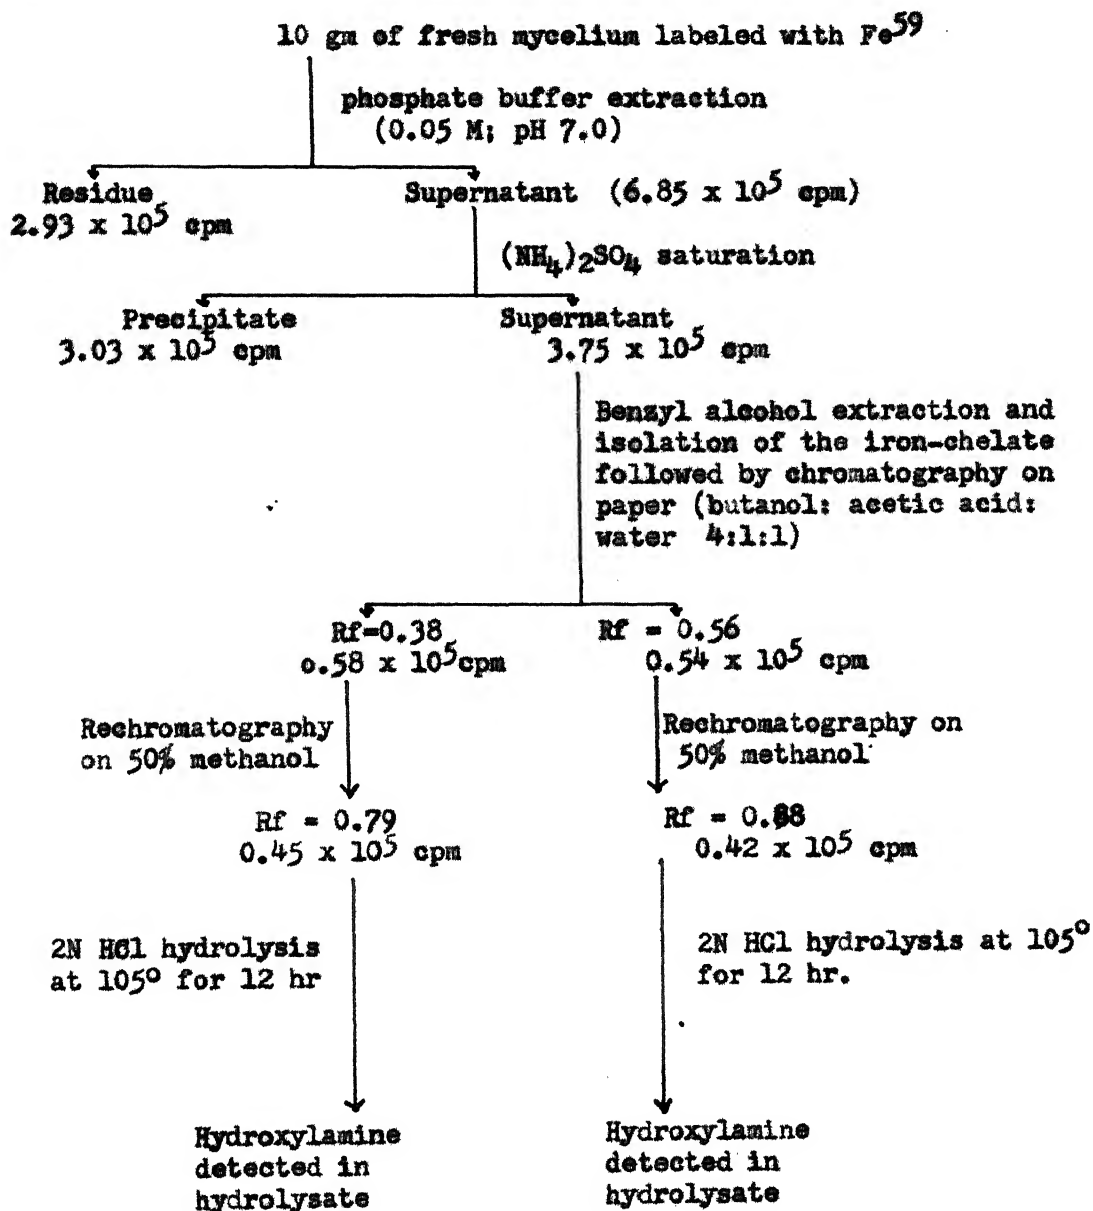 10 gm of fresh mycelium labeled with Fe59
phosphate buffer extraction
(0.05 M; pH 7.0)
Residue
2.93 x 10^5 cpm
Supernatant (6.85 x 10^5 cpm)
(NH4)2SO4 saturation
Precipitate
3.03 x 10^5 cpm
Supernatant
3.75 x 10^5 cpm
Benzyl alcohol extraction and
isolation of the iron-chelate
followed by chromatography on
paper (butanol: acetic acid:
water 4:1:1)
Rf=0.38
0.58 x 10^5 cpm
Rf = 0.56
0.54 x 10^5 cpm
Rechromatography
on 50% methanol
Rechromatography on
50% methanol
Rf = 0.79
0.45 x 10^5 cpm
Rf = 0.88
0.42 x 10^5 cpm
2N HCl hydrolysis
at 105° for 12 hr
2N HCl hydrolysis at 105°
for 12 hr.
Hydroxylamine
detected in
hydrolysate
Hydroxylamine
detected in
hydrolysate